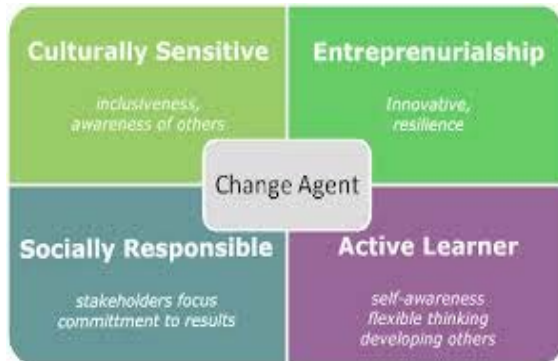 Culturally Sensitive
inclusiveness,
awareness of others
Entreprenurialship
Innovative,
resilience
Change Agent
Socially Responsible
stakeholders focus
committment to results
Active Learner
self-awareness
flexible thinking
developing others